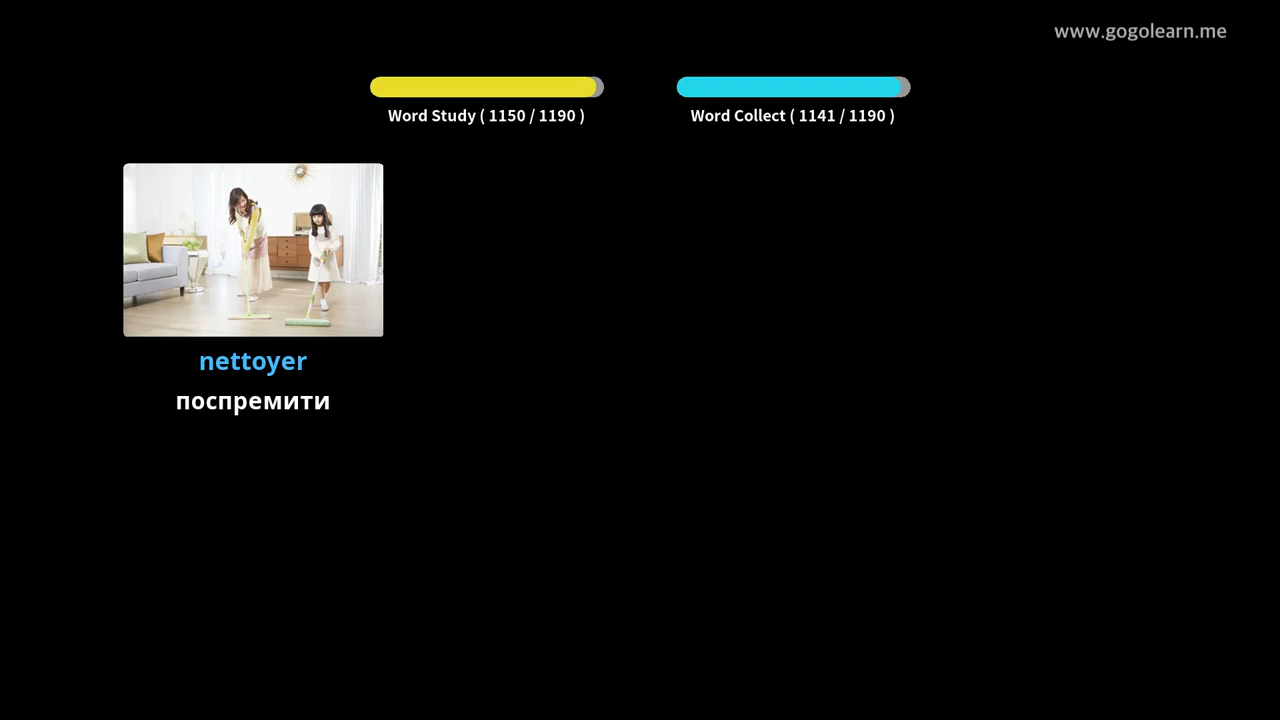 www.gogolearn.me
Word Study ( 1150 / 1190 )
Word Collect ( 1141 / 1190 )
nettoyer
поспремити